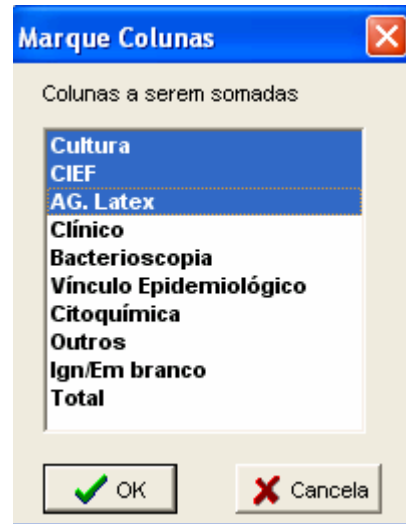 Marque Colunas
Colunas a serem somadas
Cultura
CIEF
AG. Latex
Clínico
Bacterioscopia
Vínculo Epidemiológico
Citoquímica
Outros
Ign/Em branco
Total
OK
Cancela